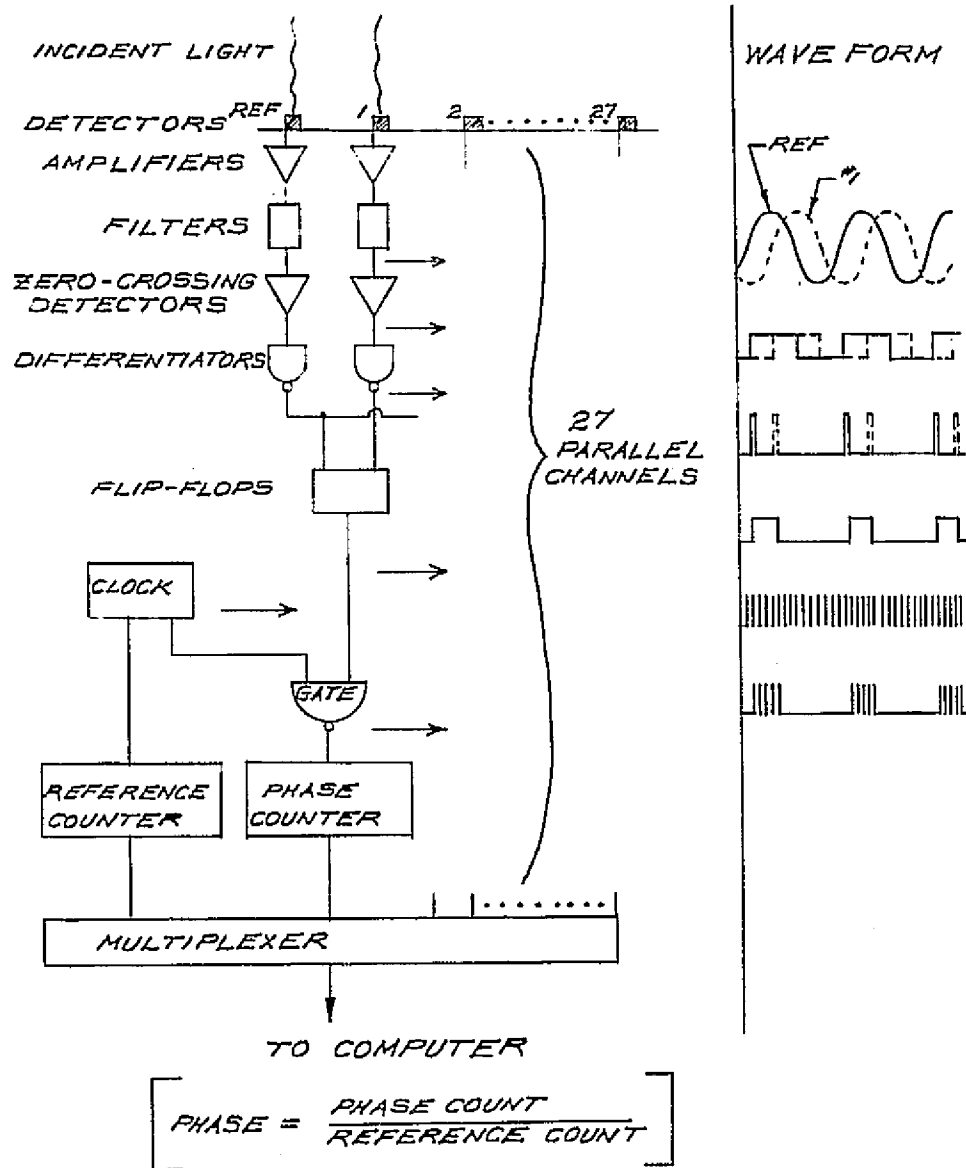 INCIDENT LIGHT
WAVE FORM
DETECTORS REF 1 2 27
REF
#1
AMPLIFIERS
FILTERS
ZERO-CROSSING
DETECTORS
DIFFERENTIATORS
27
PARALLEL
CHANNELS
FLIP-FLOPS
CLOCK
GATE
REFERENCE
COUNTER
PHASE
COUNTER
MULTIPLEXER
TO COMPUTER
PHASE = PHASE COUNT
REFERENCE COUNT